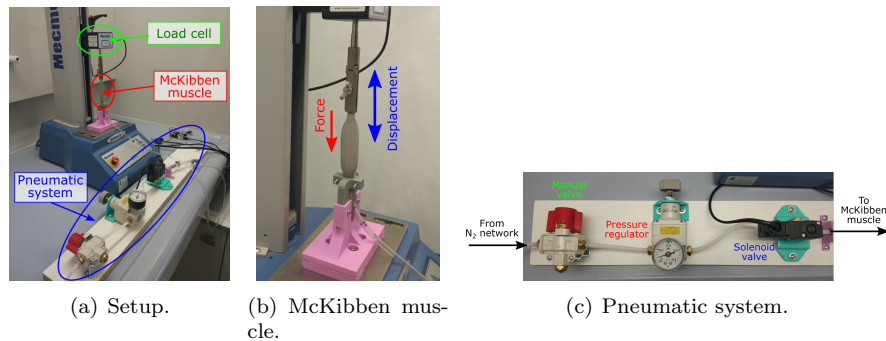 Mecmesin
Load cell
McKibben
muscle
Pneumatic
system
Force
Displacement
Manual
valve
From
N₂ network
Pressure
regulator
Solenoid
valve
To
McKibben
muscle
(a) Setup.
(b) McKibben mus-
cle.
(c) Pneumatic system.